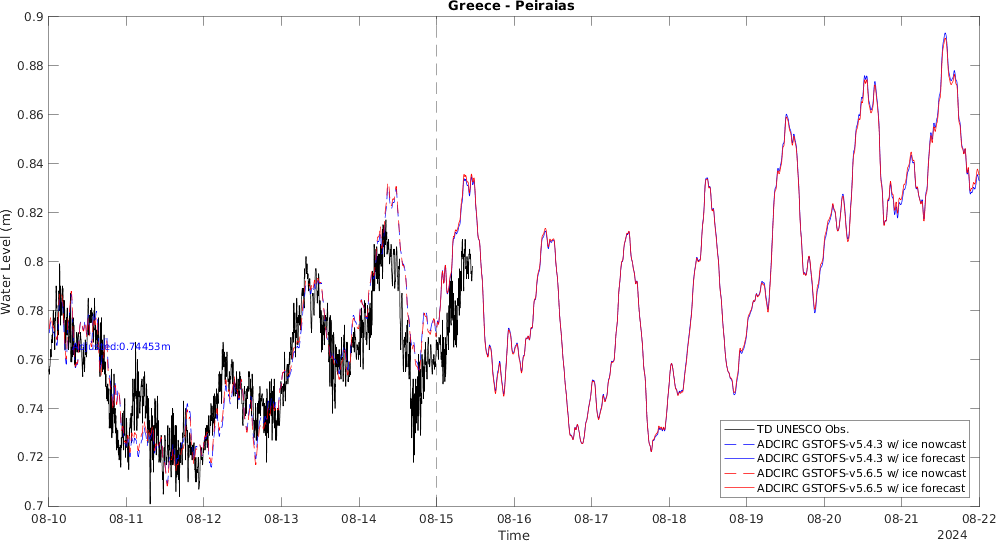 Greece - Peiraias
0.9
0.88
0.86
0.84
0.82
0.8
0.78
0.76
0.74
0.72
0.7
Water Level (m)
:0.74453m
TD UNESCO Obs.
ADCIRC GSTOFS-v5.4.3 w/ ice nowcast
ADCIRC GSTOFS-v5.4.3 w/ ice forecast
ADCIRC GSTOFS-v5.6.5 w/ ice nowcast
ADCIRC GSTOFS-v5.6.5 w/ ice forecast
08-10 08-11 08-12 08-13 08-14 08-15 08-16 08-17 08-18 08-19 08-20 08-21 08-22
Time
2024